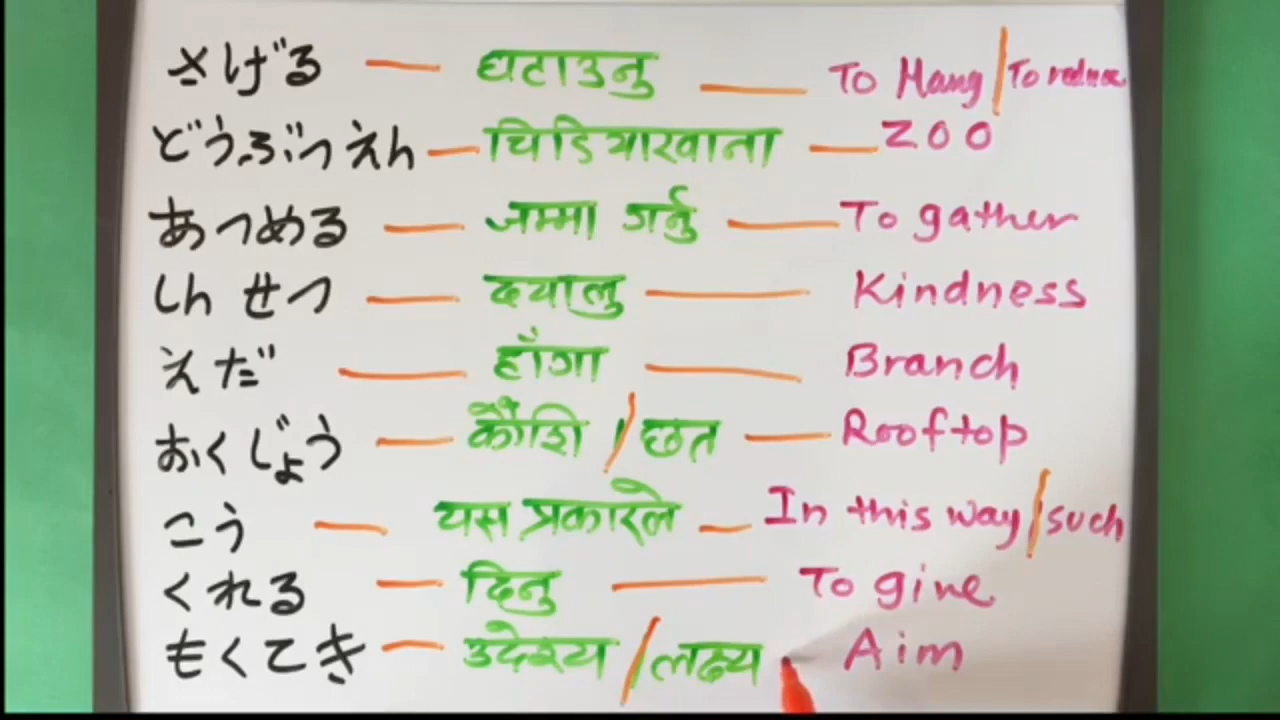 さげる — घटाउनु — To Hang / To reduce
どうぶつえん — चिडियाखाना — ZOO
あつめる — जम्मा गर्नु — To gather
しんせつ — दयालु — Kindness
えだ — हाँगा — Branch
おくじょう — कौशि / छत — Rooftop
こう — यस प्रकारले — In this way / such
くれる — दिनु — To give
もくてき — उदेश्य / लक्ष्य Aim